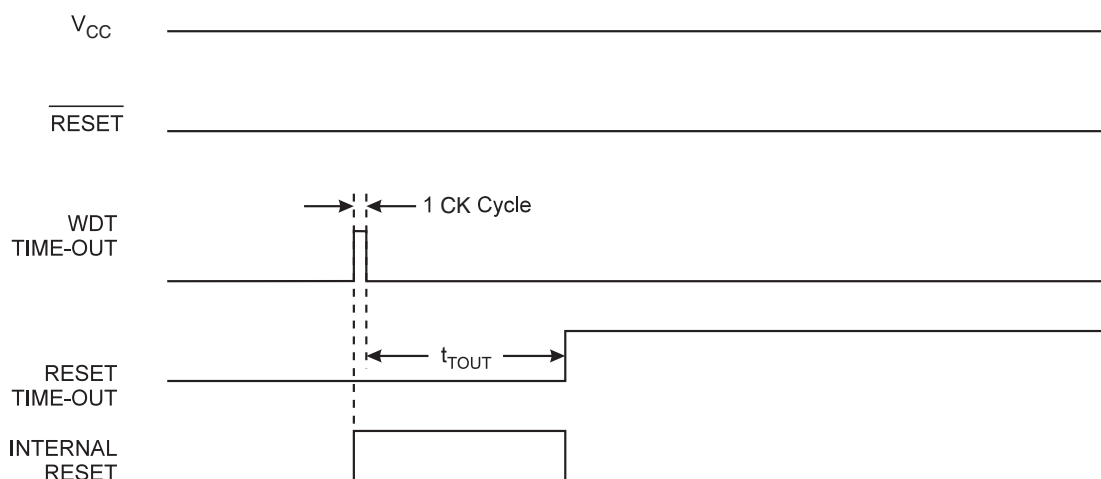 VCC
RESET
1 CK Cycle
WDT
TIME-OUT
tTOUT
RESET
TIME-OUT
INTERNAL
RESET